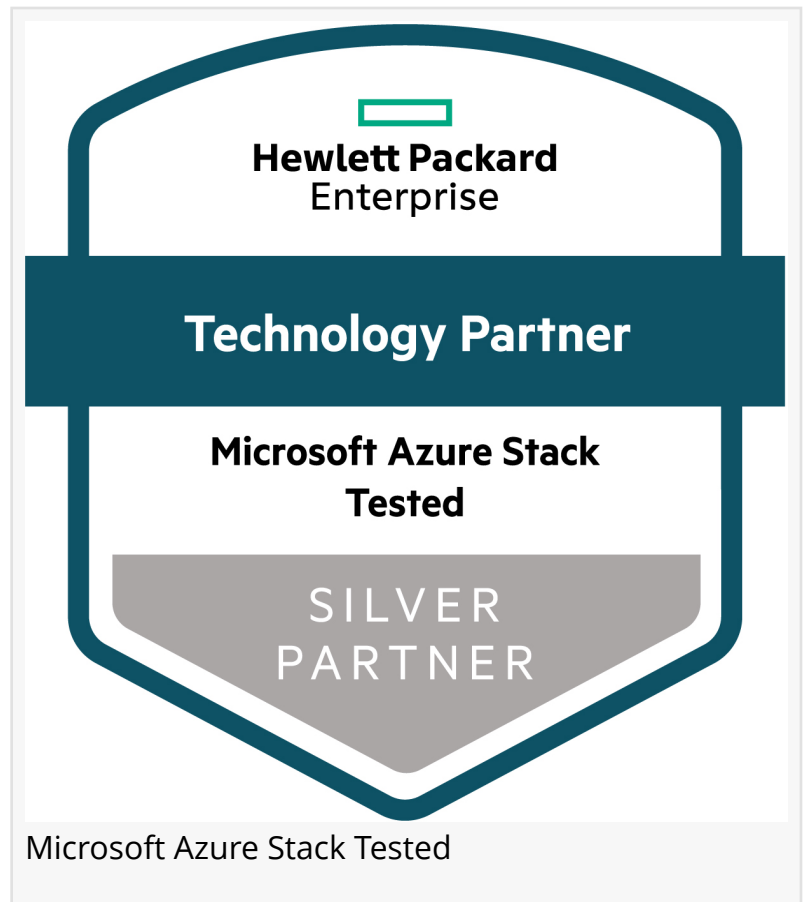 Hewlett Packard
Enterprise
Technology Partner
Microsoft Azure Stack
Tested
SILVER
PARTNER
Microsoft Azure Stack Tested